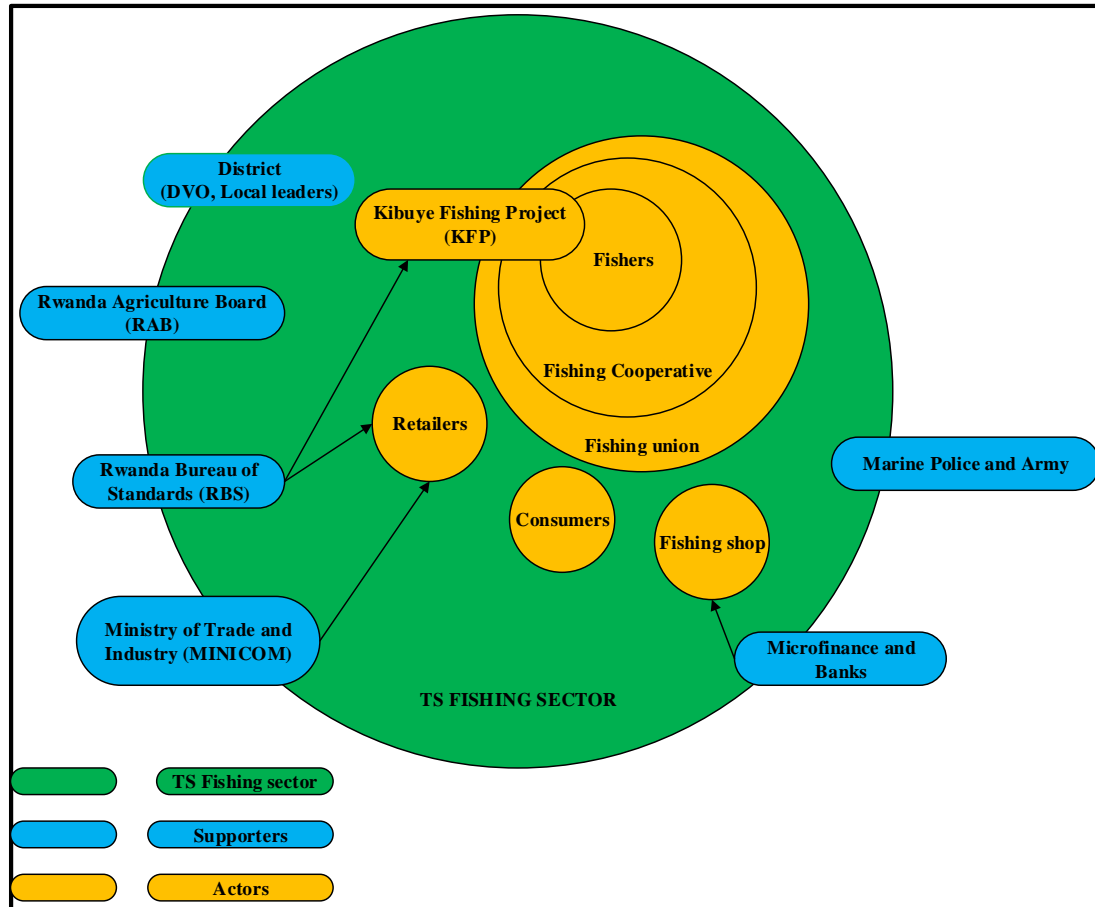 District
(DVO, Local leaders)
Kibuye Fishing Project
(KFP)
Fishers
Rwanda Agriculture Board
(RAB)
Fishing Cooperative
Retailers
Fishing union
Rwanda Bureau of
Standards (RBS)
Marine Police and Army
Consumers
Fishing shop
Ministry of Trade and
Industry (MINICOM)
Microfinance and
Banks
TS FISHING SECTOR
TS Fishing sector
Supporters
Actors